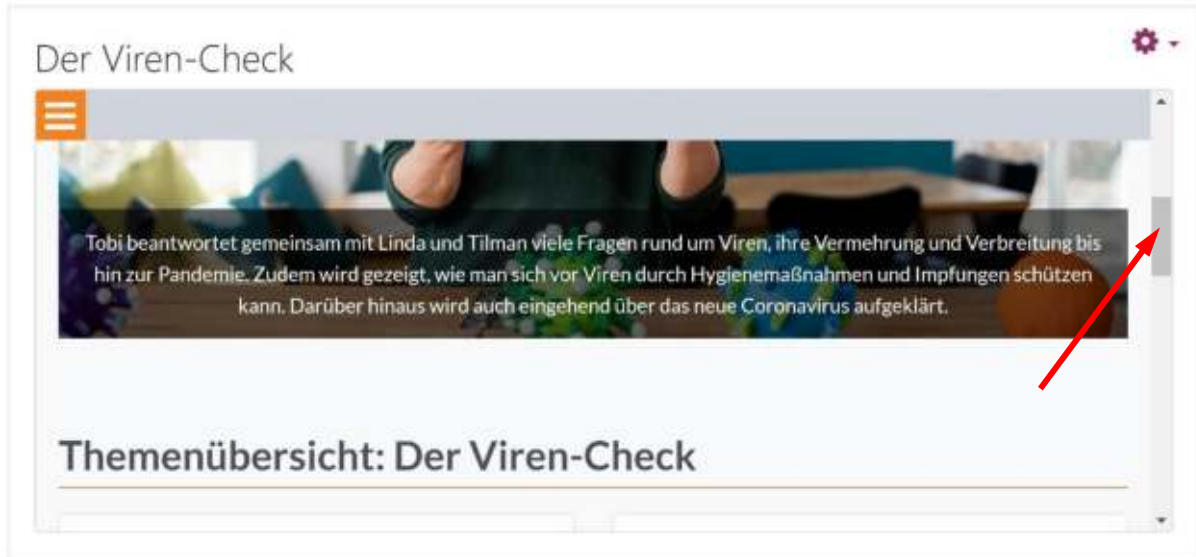 Der Viren-Check
Tobi beantwortet gemeinsam mit Linda und Tilman viele Fragen rund um Viren, ihre Vermehrung und Verbreitung bis
hin zur Pandemie. Zudem wird gezeigt, wie man sich vor Viren durch Hygienemaßnahmen und Impfungen schützen
kann. Darüber hinaus wird auch eingehend über das neue Coronavirus aufgeklärt.
Themenübersicht: Der Viren-Check